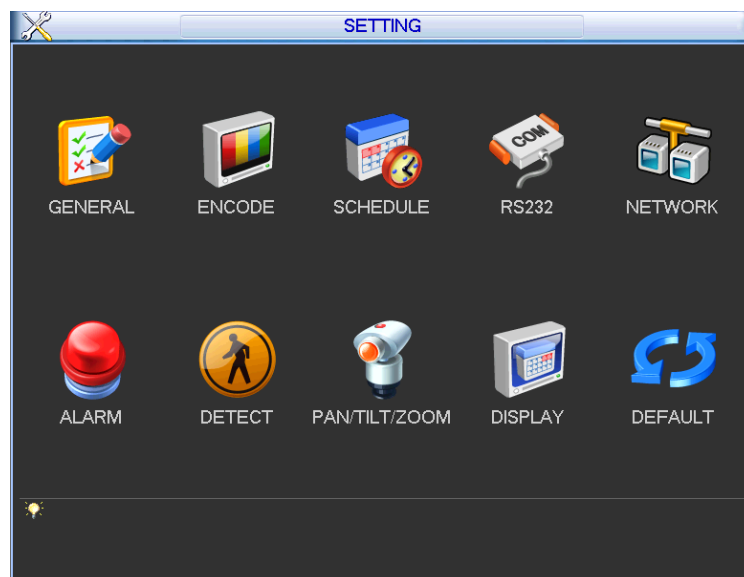 SETTING
GENERAL ENCODE SCHEDULE RS232 NETWORK
COM
ALARM DETECT PAN/TILT/ZOOM DISPLAY DEFAULT